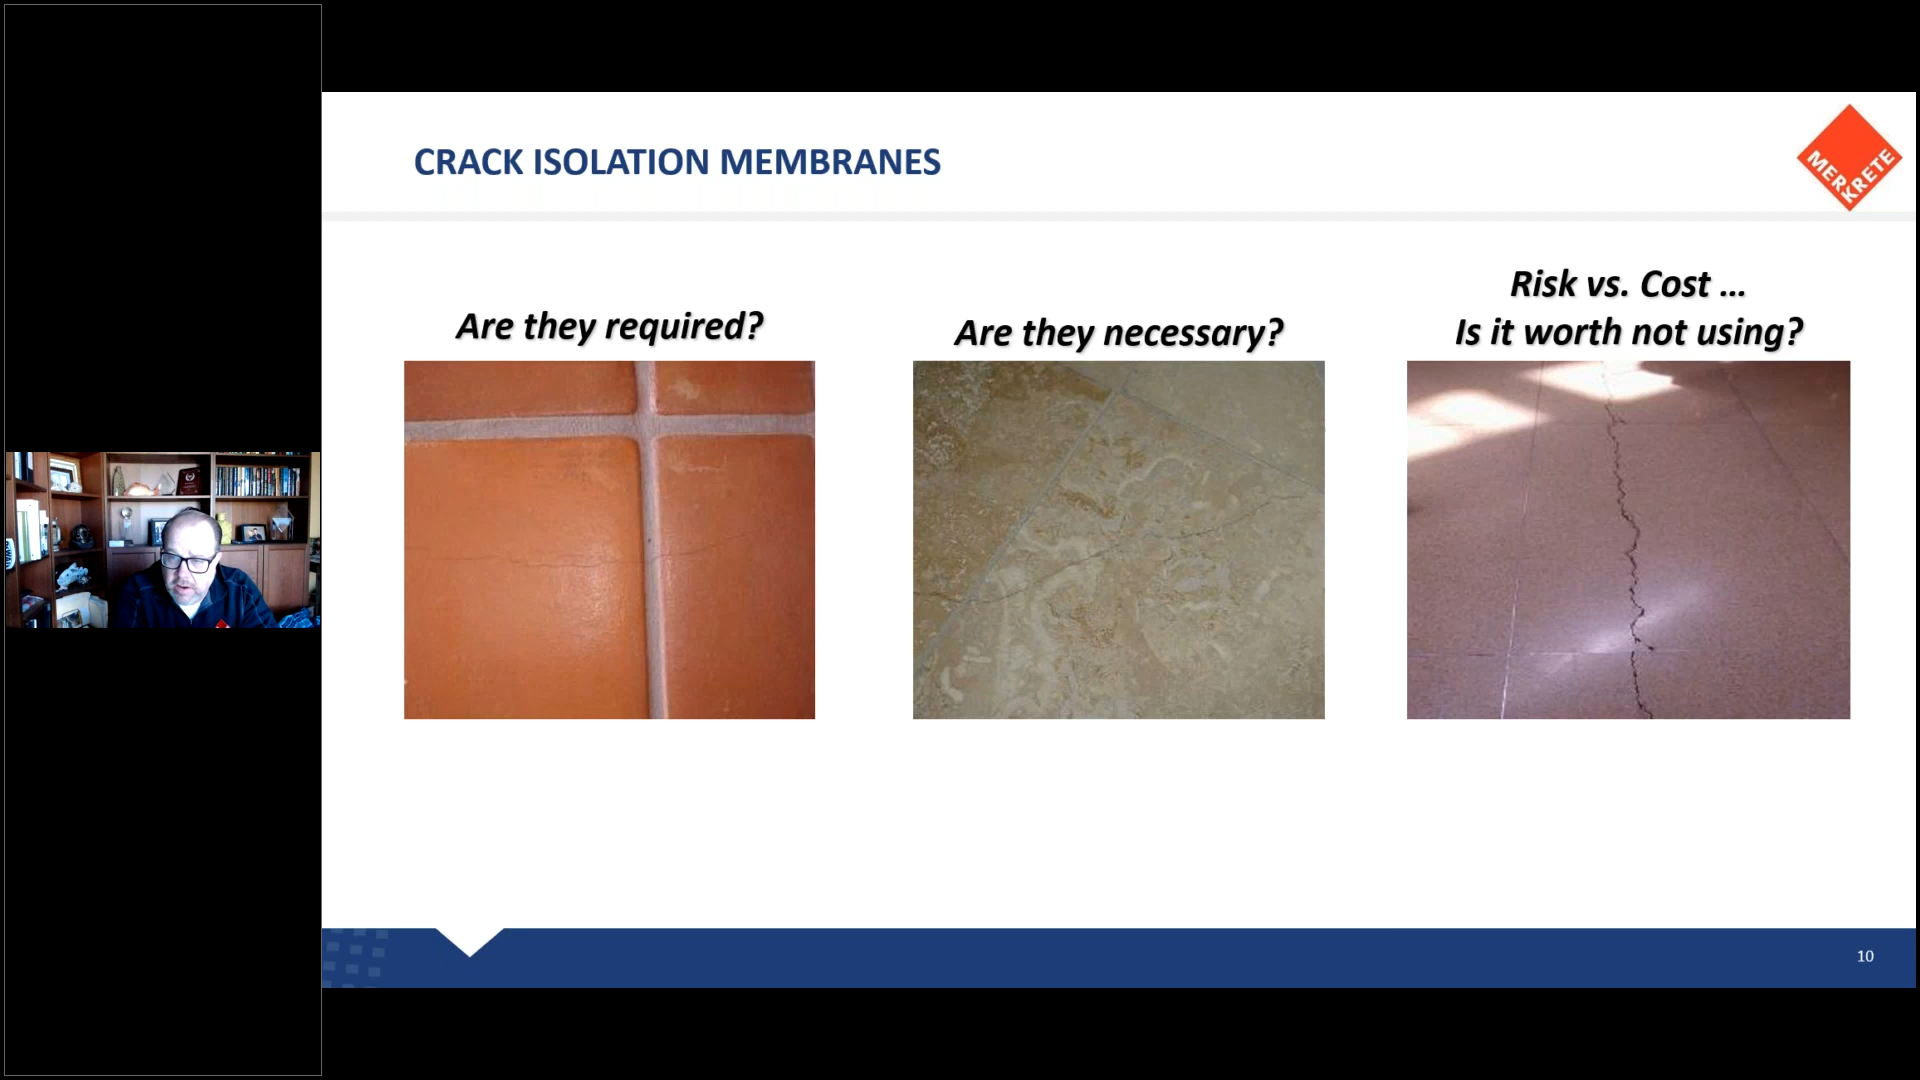 CRACK ISOLATION MEMBRANES
MERKRETE
Are they required?
Are they necessary?
Risk vs. Cost ...
Is it worth not using?
10